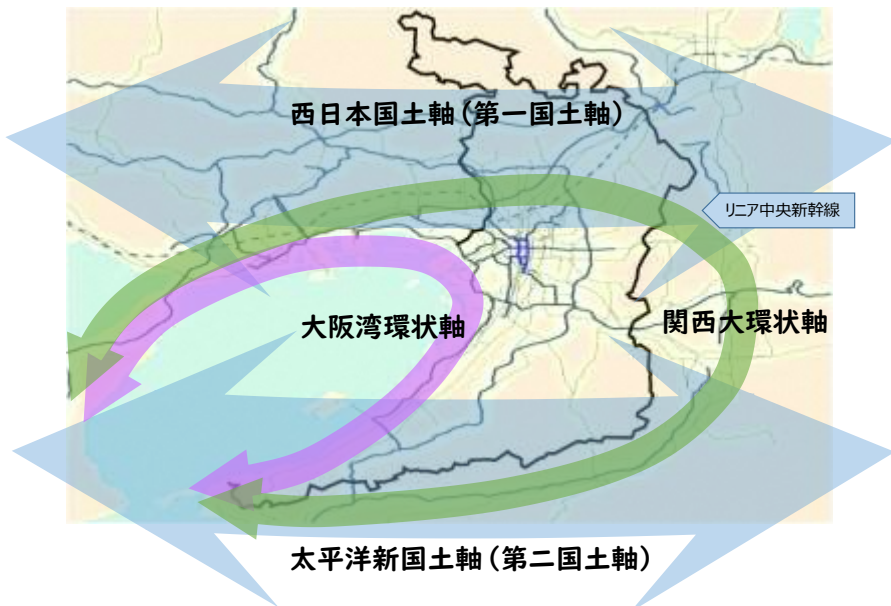 西日本国土軸（第一国土軸）
リニア中央新幹線
大阪湾環状軸
関西大環状軸
太平洋新国土軸（第二国土軸）